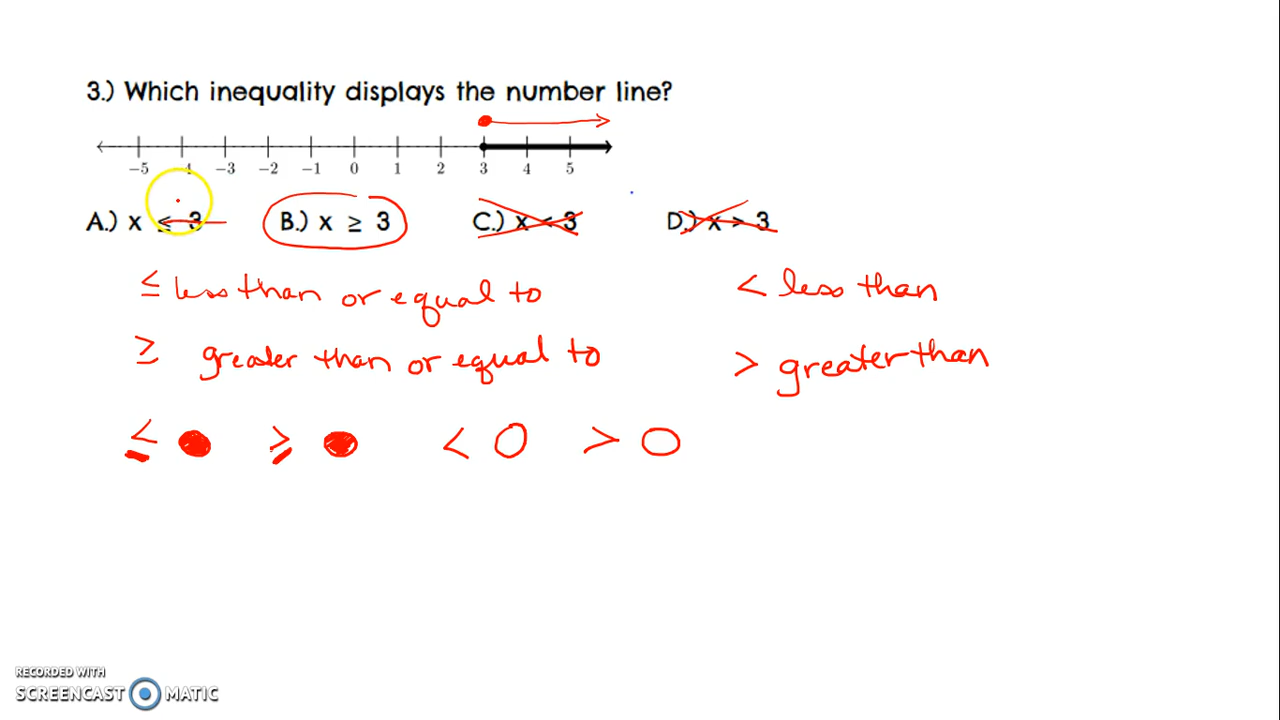 3.) Which inequality displays the number line?
-5 -4 -3 -2 -1 0 1 2 3 4 5
A.) x ≤ 3 B.) x ≥ 3 C.) x < 3 D.) x > 3
≤ less than or equal to < less than
≥ greater than or equal to > greater than
≤ ≥ < >
RECORDED WITH
SCREENCAST MATIC